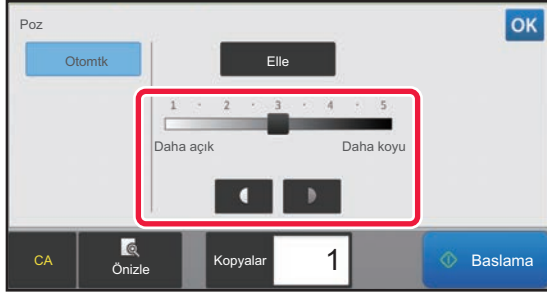 Poz
OK
Otomtk
Elle
1 · 2 · 3 · 4 · 5
Daha açık
Daha koyu
CA
Önizle
Kopyalar
1
Baslama